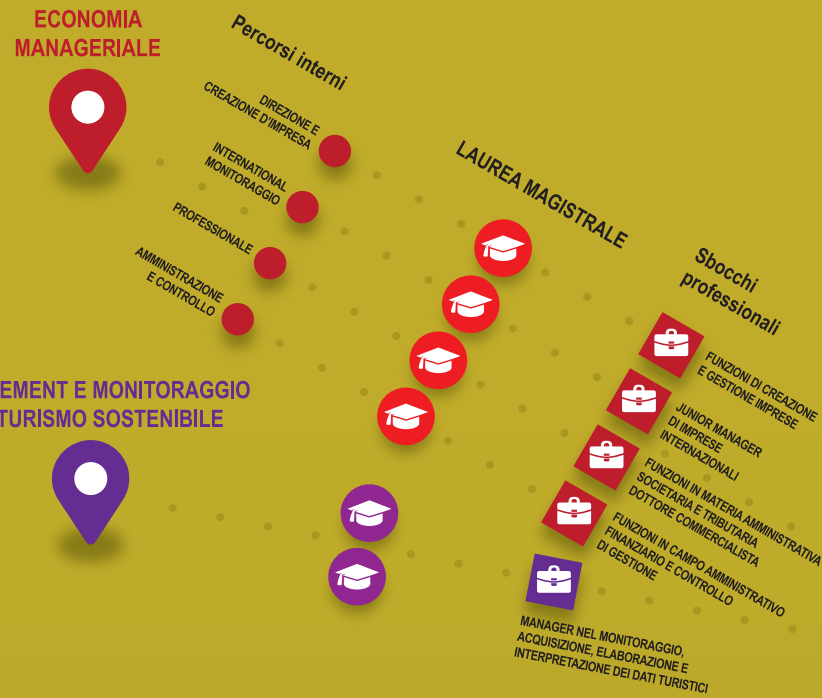 ECONOMIA
MANAGERIALE
Percorsi interni
DIREZIONE E
CREAZIONE D'IMPRESA
INTERNATIONAL
MONITORAGGIO
PROFESSIONALE
AMMINISTRAZIONE
E CONTROLLO
LAUREA MAGISTRALE
Sbocchi
professionali
FUNZIONI DI CREAZIONE
E GESTIONE IMPRESE
JUNIOR MANAGER
DI IMPRESE
INTERNAZIONALI
FUNZIONI IN MATERIA AMMINISTRATIVA
SOCIETARIA E TRIBUTARIA
DOTTORE COMMERCIALISTA
FUNZIONI IN CAMPO AMMINISTRATIVO
FINANZIARIO E CONTROLLO
DI GESTIONE
EMENT E MONITORAGGIO
TURISMO SOSTENIBILE
MANAGER NEL MONITORAGGIO,
ACQUISIZIONE, ELABORAZIONE E
INTERPRETAZIONE DEI DATI TURISTICI